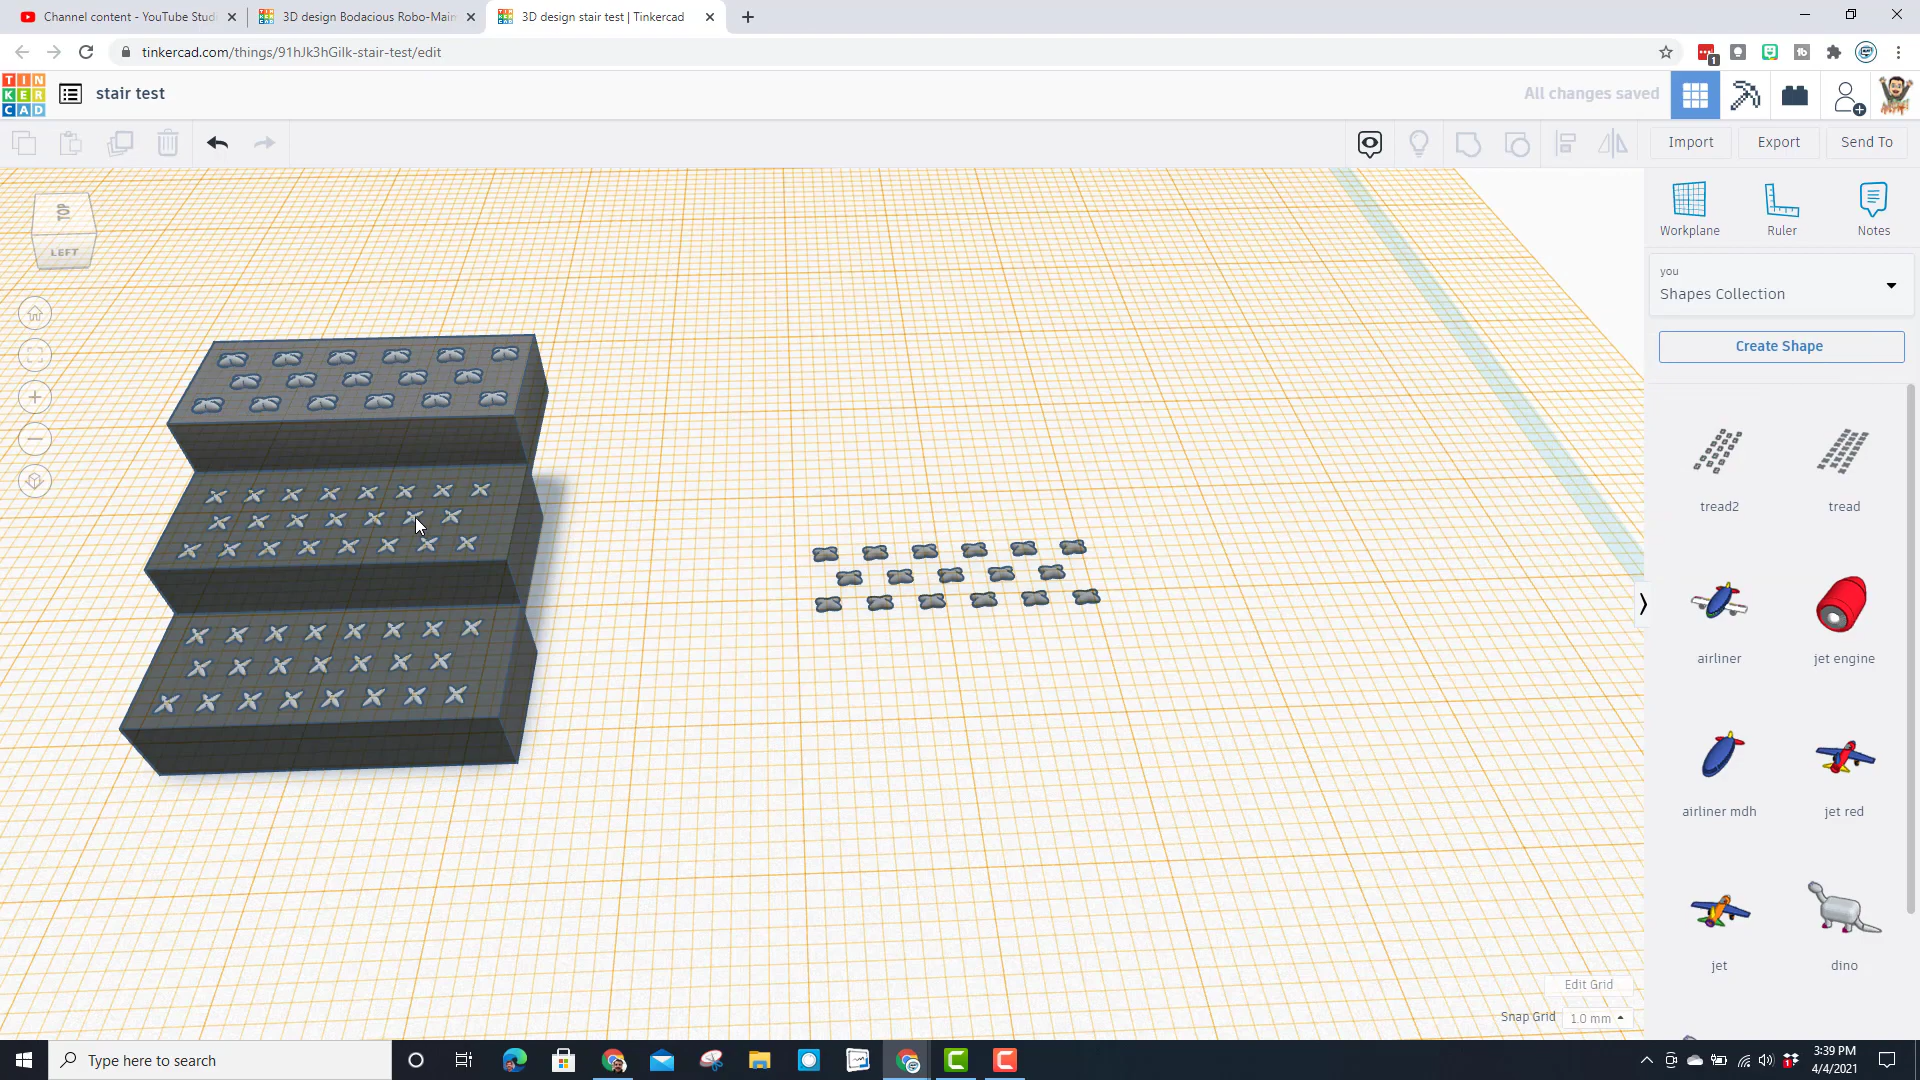 Channel content - YouTube Studi
3D design Bodacious Robo-Main
3D design stair test | Tinkercad
tinkercad.com/things/91hJk3hGilk-stair-test/edit
1
TIN
KER
CAD
stair test
All changes saved
Import
Export
Send To
TOP
LEFT
Workplane
Ruler
Notes
you
Shapes Collection
Create Shape
tread2
tread
airliner
jet engine
airliner mdh
jet red
jet
dino
Edit Grid
Snap Grid
1.0 mm
Type here to search
1
3:39 PM
4/4/2021